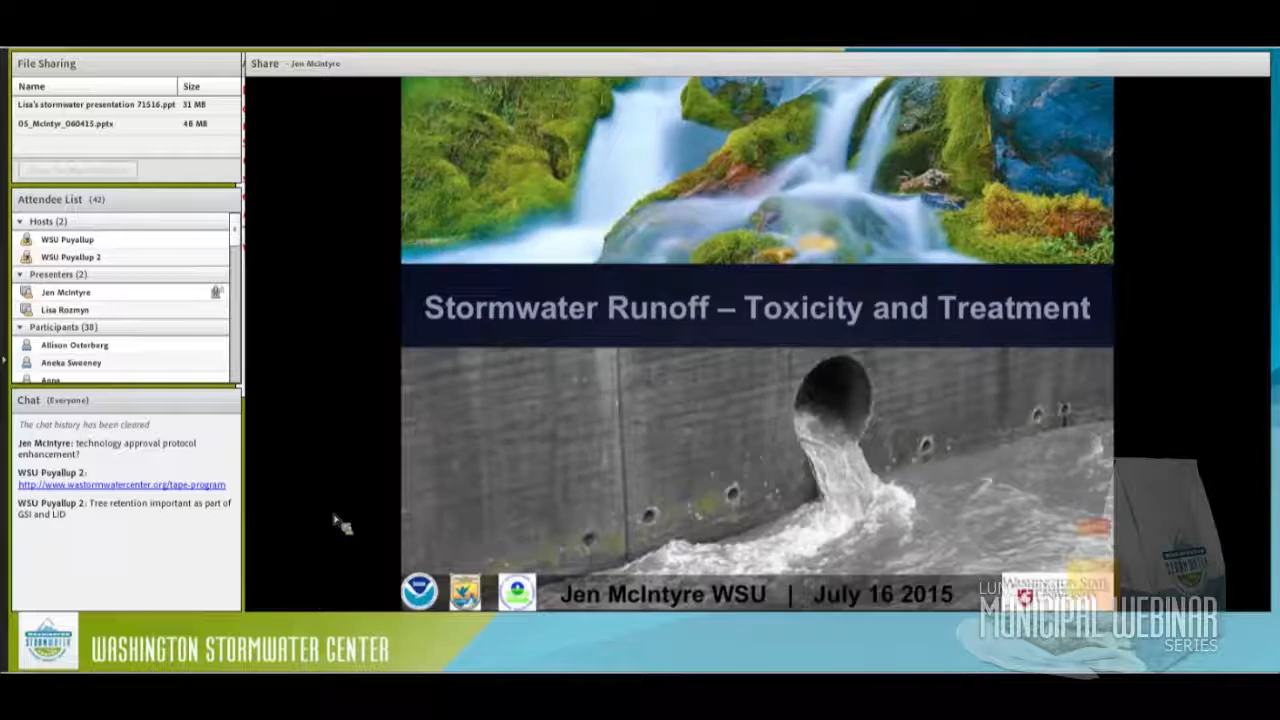 File Sharing
Name Size
Lisa's stormwater presentation 71516.ppt 31 MB
05_McIntyr_060415.pptx 48 MB
Attendee List (42)
Hosts (2)
WSU Puyallup
WSU Puyallup 2
Presenters (2)
Jen McIntyre
Lisa Rozmyn
Participants (38)
Allison Osterberg
Aneka Sweeney
Anna
Chat (Everyone)
The chat history has been cleared
Jen McIntyre: technology approval protocol
enhancement?
WSU Puyallup 2:
http://www.wastormwatercenter.org/tape-program
WSU Puyallup 2: Tree retention important as part of
GSI and LID
Share - Jen McIntyre
Stormwater Runoff – Toxicity and Treatment
Jen McIntyre WSU | July 16 2015
WASHINGTON STATE
WASHINGTON STORMWATER CENTER
MUNICIPAL WEBINAR
SERIES